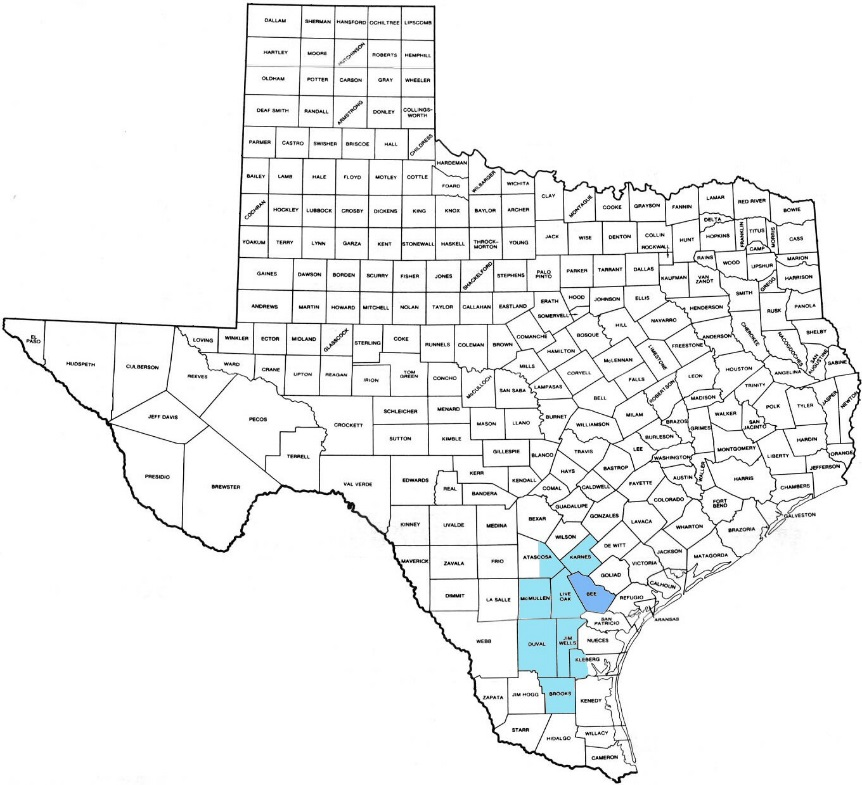 DALLAM SHERMAN HANSFORD OCHILTREE LIPSCOMB
HARTLEY MOORE HUTCHINSON ROBERTS HEMPHILL
OLDHAM POTTER CARSON GRAY WHEELER
DEAF SMITH RANDALL ARMSTRONG DONLEY COLLINGS-
WORTH
PARMER CASTRO SWISHER BRISCOE HALL CHILDRESS
HARDEMAN
BAILEY LAMB HALE FLOYD MOTLEY COTTLE FOARD WILBARGER WICHITA CLAY MONTAGUE COOKE GRAYSON FANNIN LAMAR RED RIVER BOWIE
COCHRAN HOCKLEY LUBBOCK CROSBY DICKENS KING KNOX BAYLOR ARCHER JACK WISE DENTON COLLIN ROCKWALL HUNT DELTA HOPKINS FRANKLIN TITUS CAMP MORRIS CASS
YOAKUM TERRY LYNN GARZA KENT STONEWALL HASKELL THROCK-
MORTON YOUNG
GAINES DAWSON BORDEN SCURRY FISHER JONES SHACKELFORD STEPHENS PALO
PINTO PARKER TARRANT DALLAS KAUFMAN RAINS VAN
ZANDT WOOD UPSHUR MARION HARRISON GREGG
ANDREWS MARTIN HOWARD MITCHELL NOLAN TAYLOR CALLAHAN EASTLAND ERATH HOOD SOMERVELL JOHNSON ELLIS HENDERSON SMITH RUSK PANOLA
EL
PASO HUDSPETH CULBERSON REEVES LOVING WINKLER ECTOR MIDLAND GLASSCOCK STERLING COKE RUNNELS COLEMAN BROWN COMANCHE HAMILTON BOSQUE HILL NAVARRO FREESTONE ANDERSON CHEROKEE NACOGDOCHES SHELBY SAN
AUGUSTINE SABINE
WARD CRANE UPTON REAGAN IRION TOM
GREEN CONCHO McCULLOCH SAN SABA MILLS LAMPASAS CORYELL McLENNAN LIMESTONE FALLS ROBERTSON LEON HOUSTON TRINITY ANGELINA
JEFF DAVIS PECOS CROCKETT SCHLEICHER MENARD MASON LLANO BURNET BELL WILLIAMSON MILAM BRAZOS MADISON GRIMES WALKER SAN
JACINTO POLK TYLER JASPER NEWTON
PRESIDIO BREWSTER TERRELL VAL VERDE SUTTON KIMBLE GILLESPIE BLANCO TRAVIS LEE BURLESON WASHINGTON MONTGOMERY LIBERTY HARDIN ORANGE
EDWARDS REAL KERR BANDERA KENDALL COMAL HAYS CALDWELL BASTROP FAYETTE AUSTIN WALLER HARRIS CHAMBERS JEFFERSON
KINNEY UVALDE MEDINA BEXAR GUADALUPE GONZALES LAVACA COLORADO WHARTON FORT
BEND BRAZORIA GALVESTON
MAVERICK ZAVALA FRIO ATASCOSA WILSON KARNES DE WITT VICTORIA JACKSON MATAGORDA
DIMMIT LA SALLE McMULLEN LIVE
OAK BEE GOLIAD REFUGIO CALHOUN ARANSAS
WEBB DUVAL JIM
WELLS SAN
PATRICIO NUECES KLEBERG
ZAPATA JIM HOGG BROOKS KENEDY
STARR HIDALGO WILLACY
CAMERON